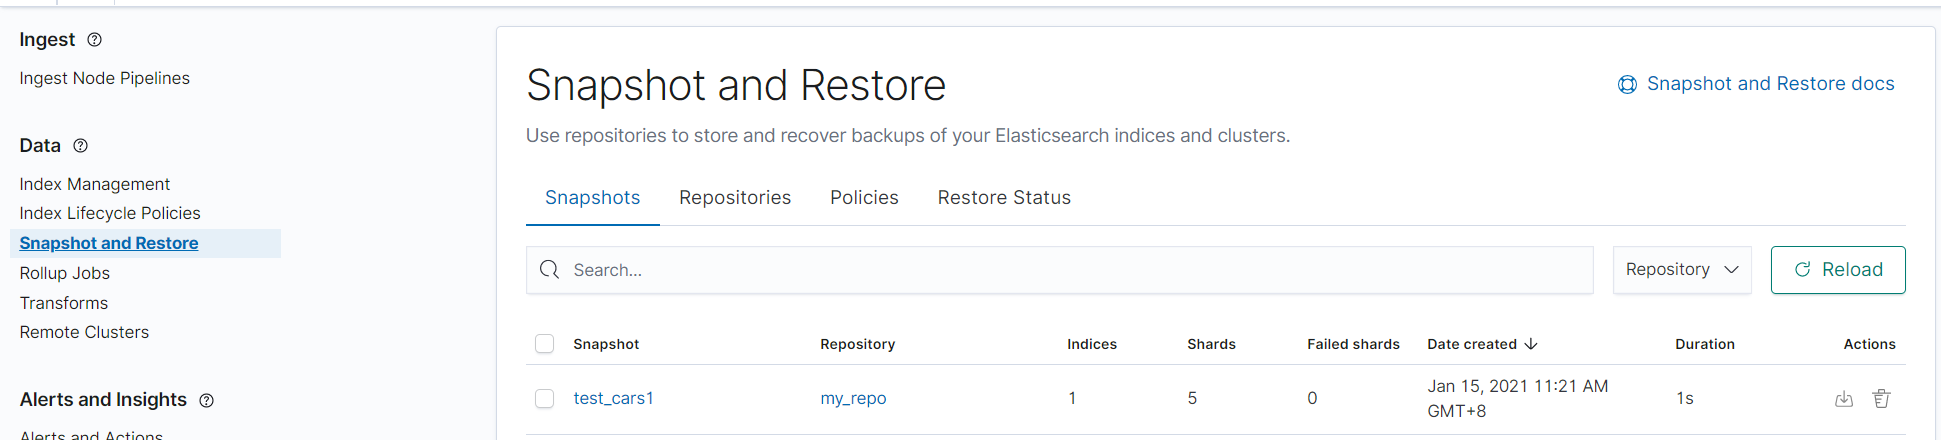 Ingest
Ingest Node Pipelines
Data
Index Management
Index Lifecycle Policies
Snapshot and Restore
Rollup Jobs
Transforms
Remote Clusters
Alerts and Insights
Alerts and Actions
Snapshot and Restore
Snapshot and Restore docs
Use repositories to store and recover backups of your Elasticsearch indices and clusters.
Snapshots Repositories Policies Restore Status
Search... Repository Reload
Snapshot Repository Indices Shards Failed shards Date created Duration Actions
test_cars1 my_repo 1 5 0 Jan 15, 2021 11:21 AM 1s
GMT+8